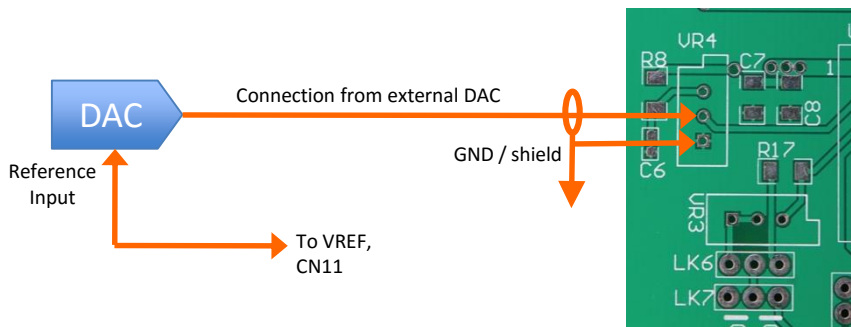 DAC
Connection from external DAC
GND / shield
Reference
Input
To VREF,
CN11
VR4
R8
C7
1
C8
C6
R17
VR3
LK6
LK7